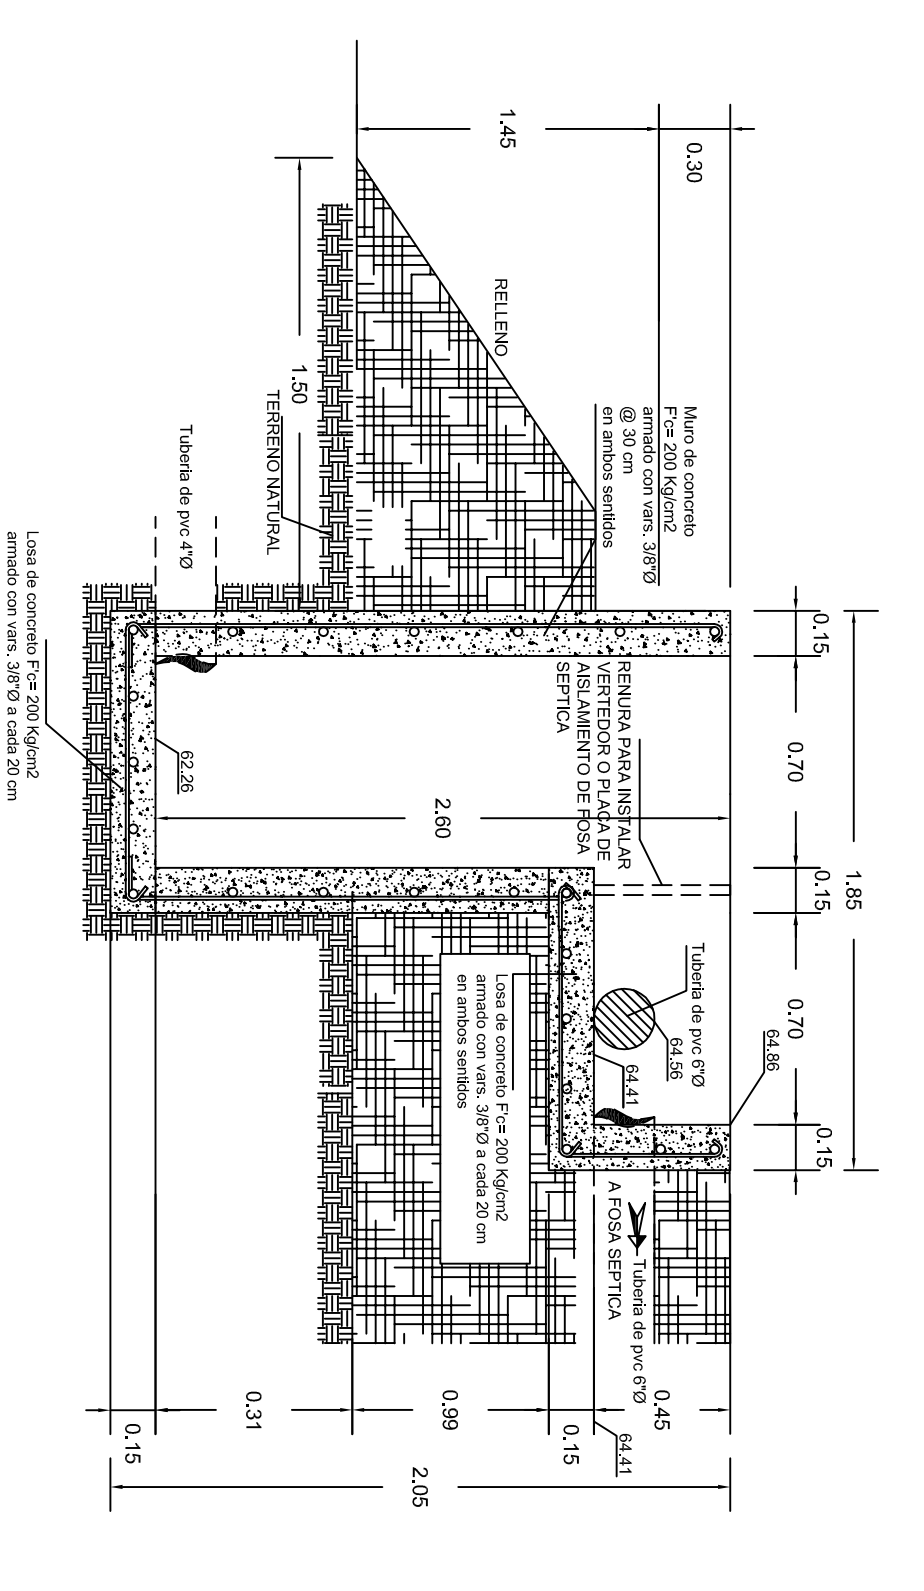 0.15
0.70
0.15
0.70
0.15
1.85
64.86
0.30
1.45
Muro de concreto
F'c= 200 Kg/cm2
armado con vars. 3/8"Ø
@ 30 cm
en ambos sentidos
RELLENO
1.50
TERRENO NATURAL
Tuberia de pvc 4"Ø
RENURA PARA INSTALAR
VERTEDOR O PLACA DE
AISLAMIENTO DE FOSA
SEPTICA
2.60
62.26
Tuberia de pvc 6"Ø
64.56
64.41
Losa de concreto F'c= 200 Kg/cm2
armado con vars. 3/8"Ø a cada 20 cm
en ambos sentidos
Tuberia de pvc 6"Ø
A FOSA SEPTICA
0.45
64.41
0.15
0.99
0.31
0.15
2.05
Losa de concreto F'c= 200 Kg/cm2
armado con vars. 3/8"Ø a cada 20 cm